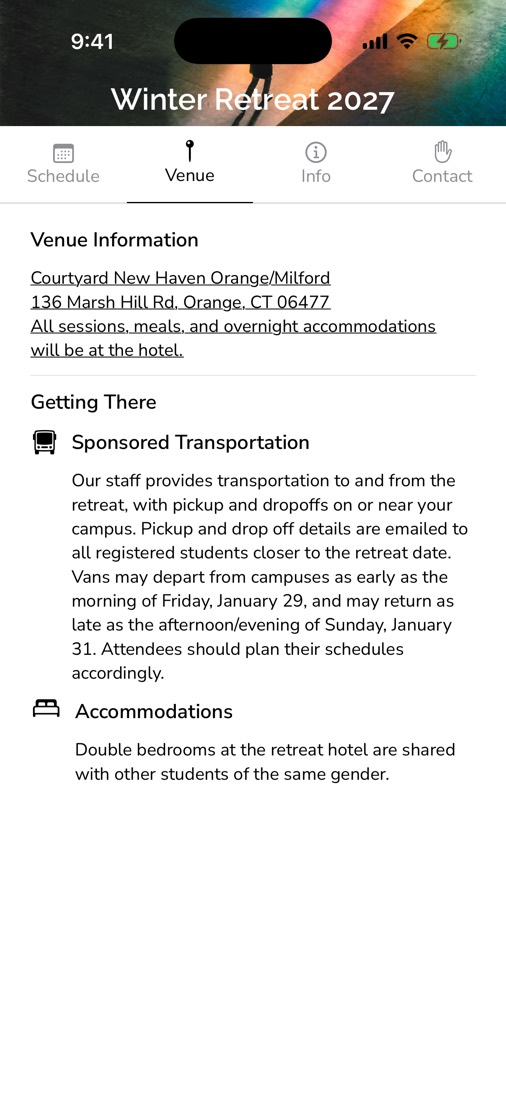 9:41
Winter Retreat 2027
Schedule
Venue
Info
Contact
Venue Information
Courtyard New Haven Orange/Milford
136 Marsh Hill Rd, Orange, CT 06477
All sessions, meals, and overnight accommodations
will be at the hotel.
Getting There
Sponsored Transportation
Our staff provides transportation to and from the
retreat, with pickup and dropoffs on or near your
campus. Pickup and drop off details are emailed to
all registered students closer to the retreat date.
Vans may depart from campuses as early as the
morning of Friday, January 29, and may return as
late as the afternoon/evening of Sunday, January
31. Attendees should plan their schedules
accordingly.
Accommodations
Double bedrooms at the retreat hotel are shared
with other students of the same gender.